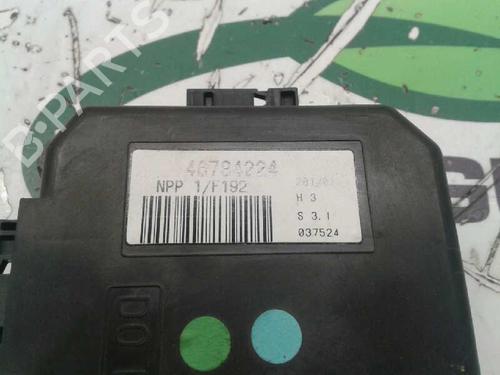 B-PARTS
46784224
NPP 1/F192
H 3
S 3.1
037524